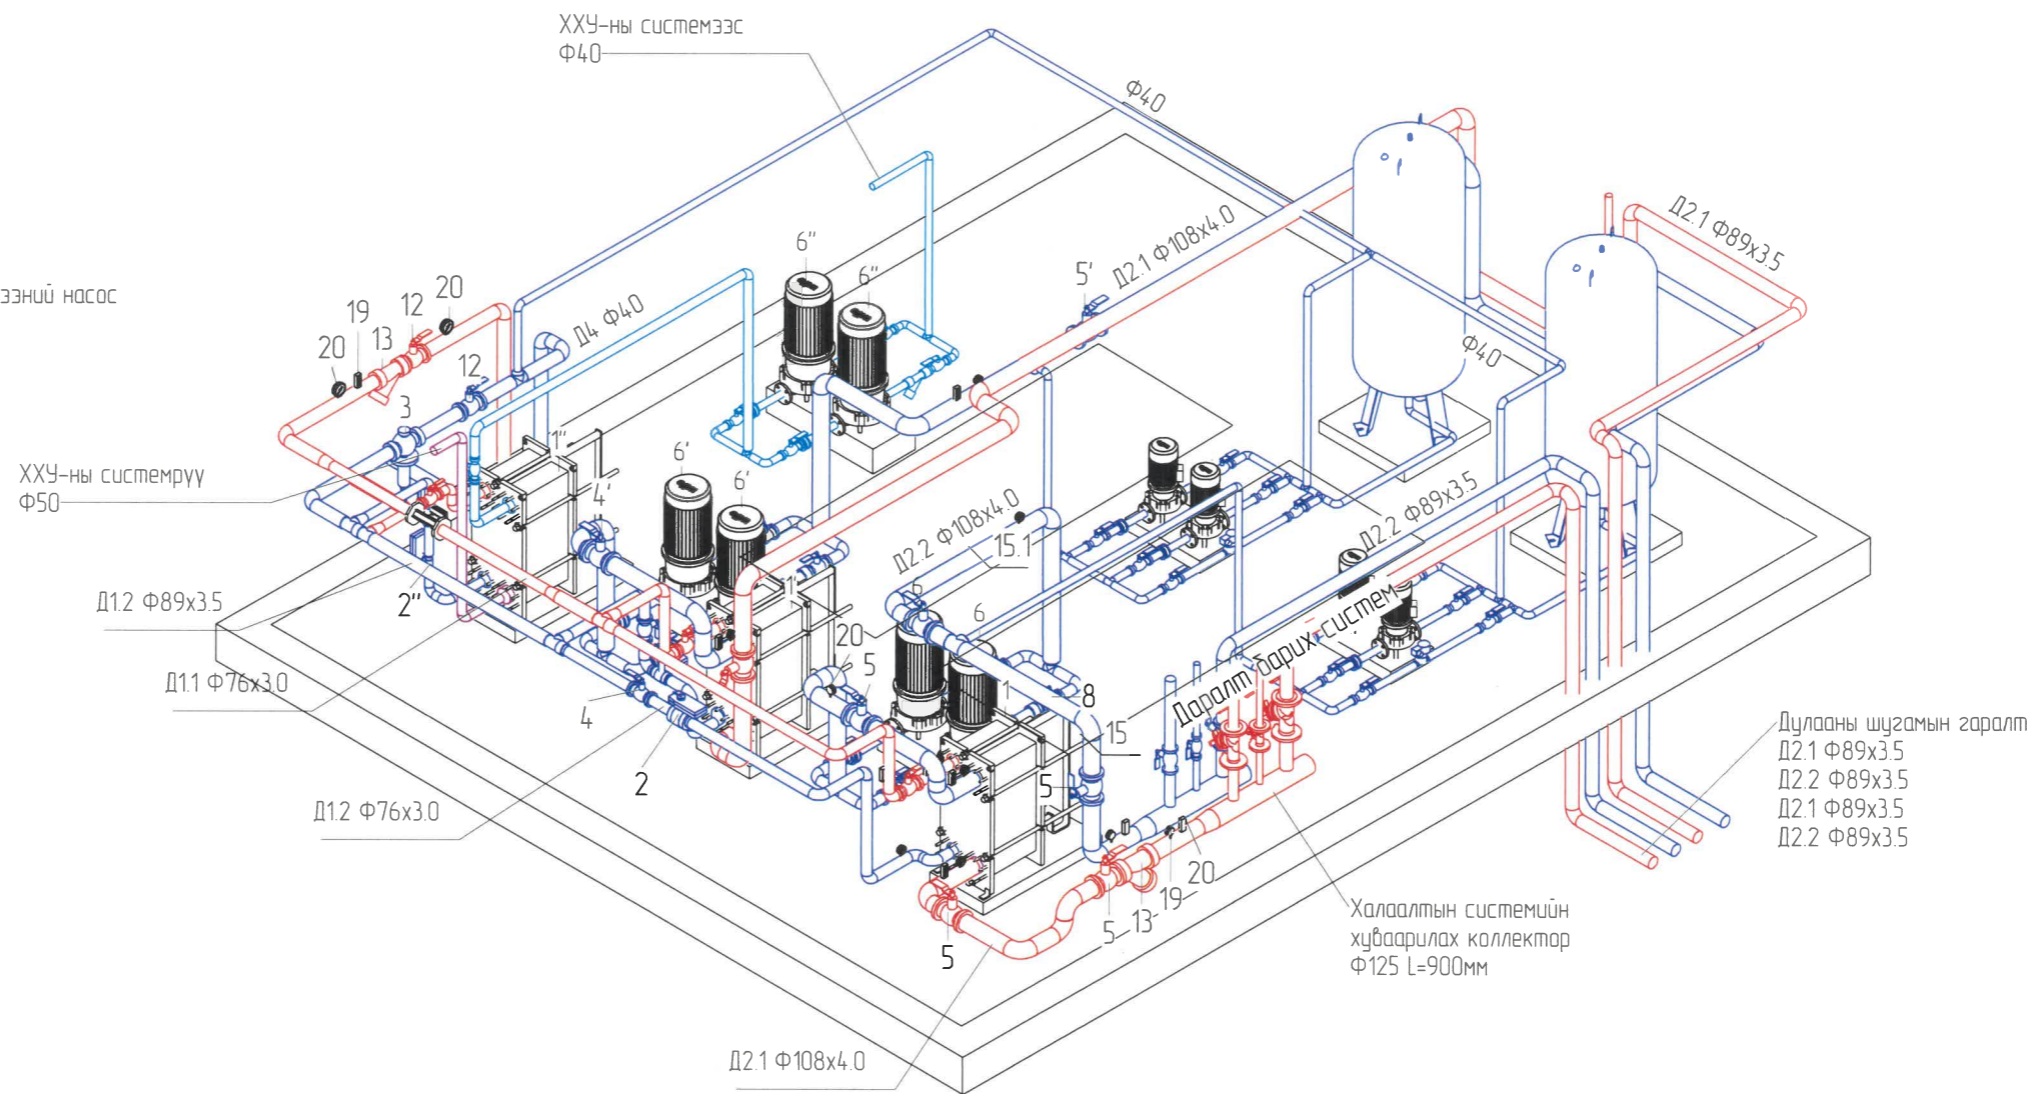 ХХУ-ны системээс
Ф40
Ф40
Д2.1 Ф89х3.5
6"
6"
5'
Д2.1 Ф108х4.0
ээний насос
20
19
13
12
20
12
3
Д4 Ф40
Ф40
1"
4'
6'
6'
ХХУ-ны системрүү
Ф50
Д2.2 Ф108х4.0
15.1
Д2.2 Ф89х3.5
Д1.2 Ф89х3.5
2"
1'
20
5
6
6
1
8
15
Даралт барих систем
Д1.1 Ф76х3.0
4
2
5
Дулааны шугамын гаралт
Д2.1 Ф89х3.5
Д2.2 Ф89х3.5
Д2.1 Ф89х3.5
Д2.2 Ф89х3.5
Д1.2 Ф76х3.0
5
5
13
19
20
Халаалтын системийн
хуваарилах коллектор
Ф125 L=900мм
Д2.1 Ф108х4.0